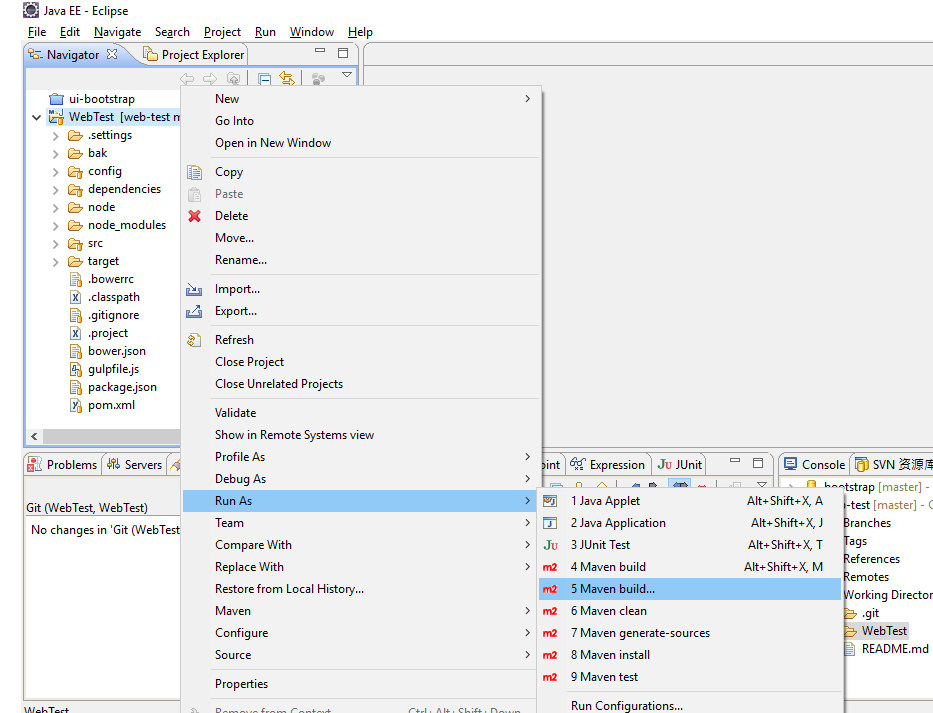 Java EE - Eclipse
File Edit Navigate Search Project Run Window Help
Navigator Project Explorer
ui-bootstrap
WebTest [web-test m
.settings
bak
config
dependencies
node
node_modules
src
target
.bowerrc
.classpath
.gitignore
.project
bower.json
gulpfile.js
package.json
pom.xml
New
Go Into
Open in New Window
Copy
Paste
Delete
Move...
Rename...
Import...
Export...
Refresh
Close Project
Close Unrelated Projects
Validate
Show in Remote Systems view
Profile As
Debug As
Run As
Team
Compare With
Replace With
Restore from Local History...
Maven
Configure
Source
Properties
Remove from Context Ctrl+Alt+Shift+Down
1 Java Applet Alt+Shift+X, A
2 Java Application Alt+Shift+X, J
3 JUnit Test Alt+Shift+X, T
4 Maven build Alt+Shift+X, M
5 Maven build...
6 Maven clean
7 Maven generate-sources
8 Maven install
9 Maven test
Run Configurations...
Problems Servers
Git (WebTest, WebTest)
No changes in 'Git (WebTest
WebTest
oint Expression JUnit
Console SVN 资源库
bootstrap [master] -
-test [master] - C
Branches
Tags
References
Remotes
Working Director
.git
WebTest
README.md